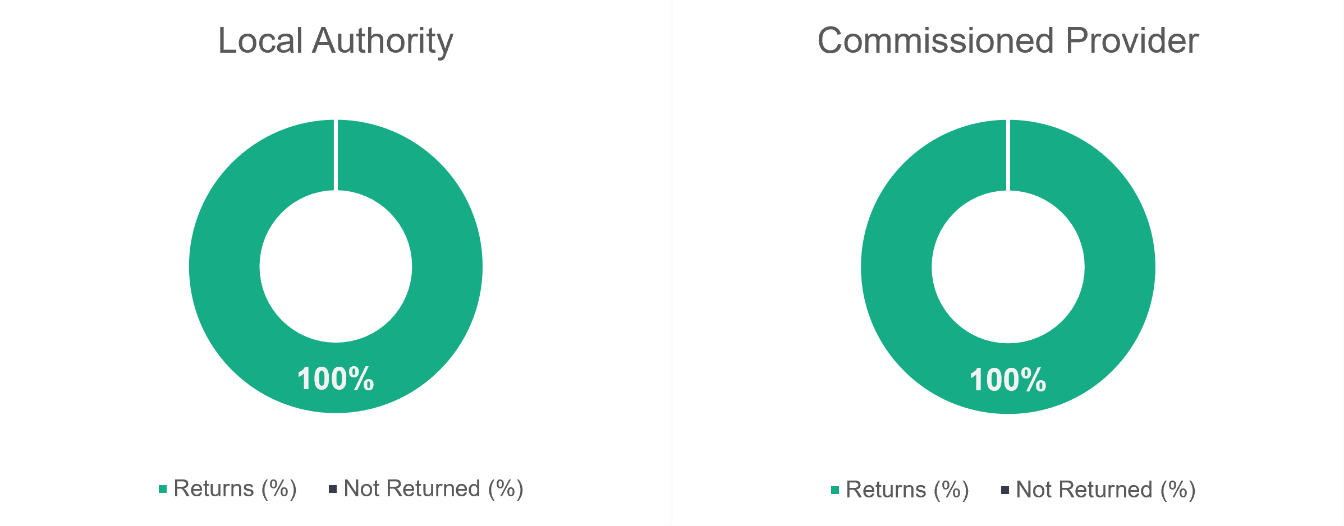 Local Authority
100%
Returns (%)
Not Returned (%)
Commissioned Provider
100%
Returns (%)
Not Returned (%)